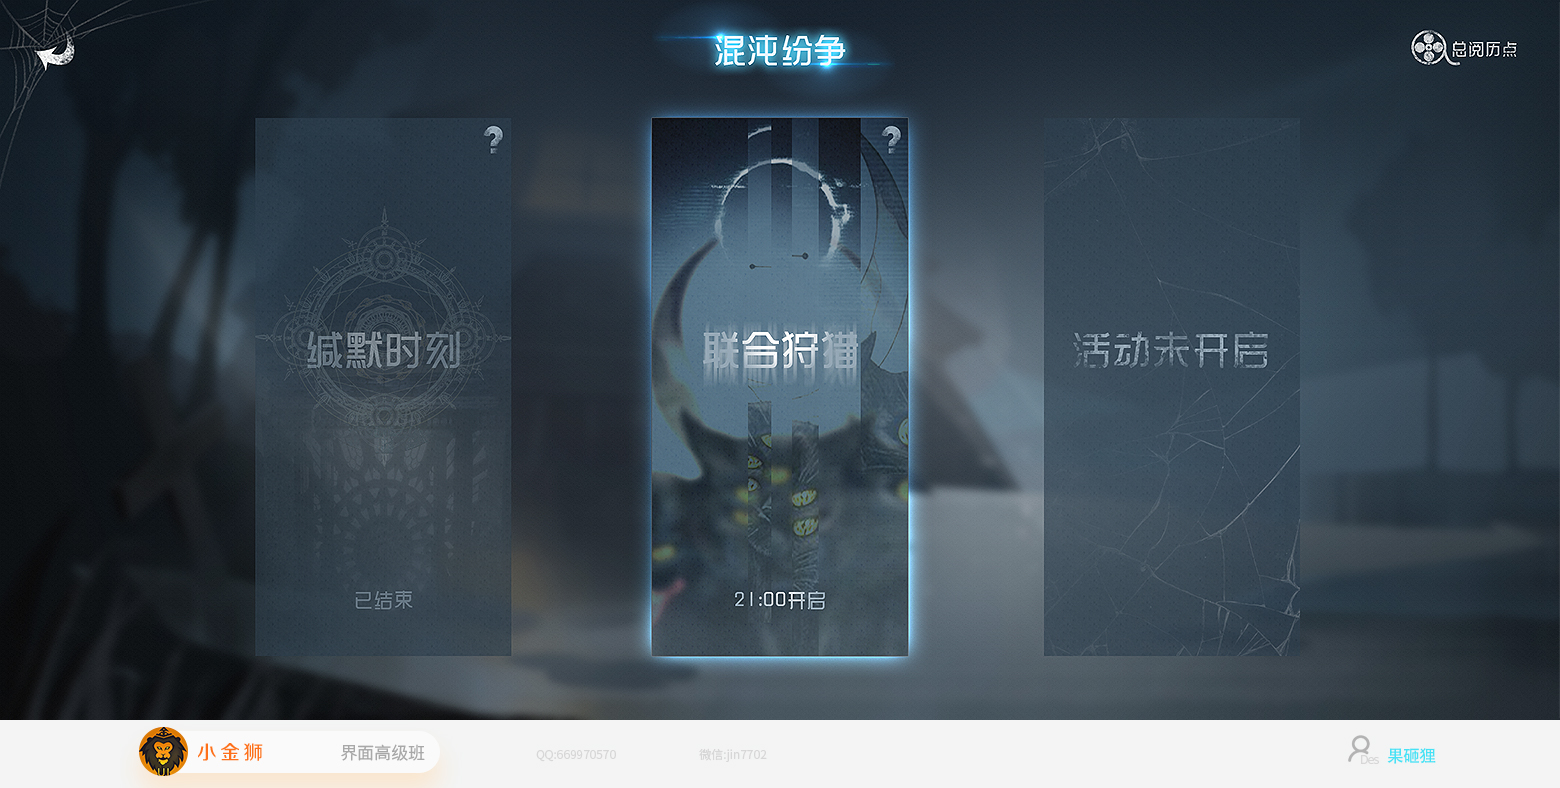 混沌纷争
总阅历点
?
?
缄默时刻
联合狩猎
活动未开启
已结束
21:00开启
小金狮
界面高级班
QQ:669970570
微信:jin7702
Des
果砸狸